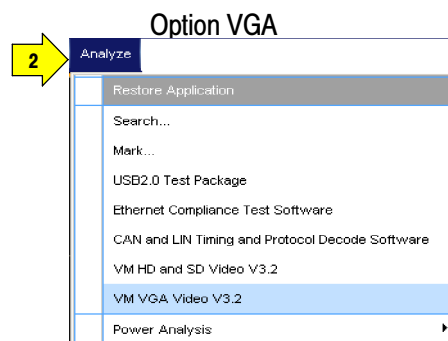 Option VGA
2
Analyze
Restore Application
Search...
Mark...
USB2.0 Test Package
Ethernet Compliance Test Software
CAN and LIN Timing and Protocol Decode Software
VM HD and SD Video V3.2
VM VGA Video V3.2
Power Analysis